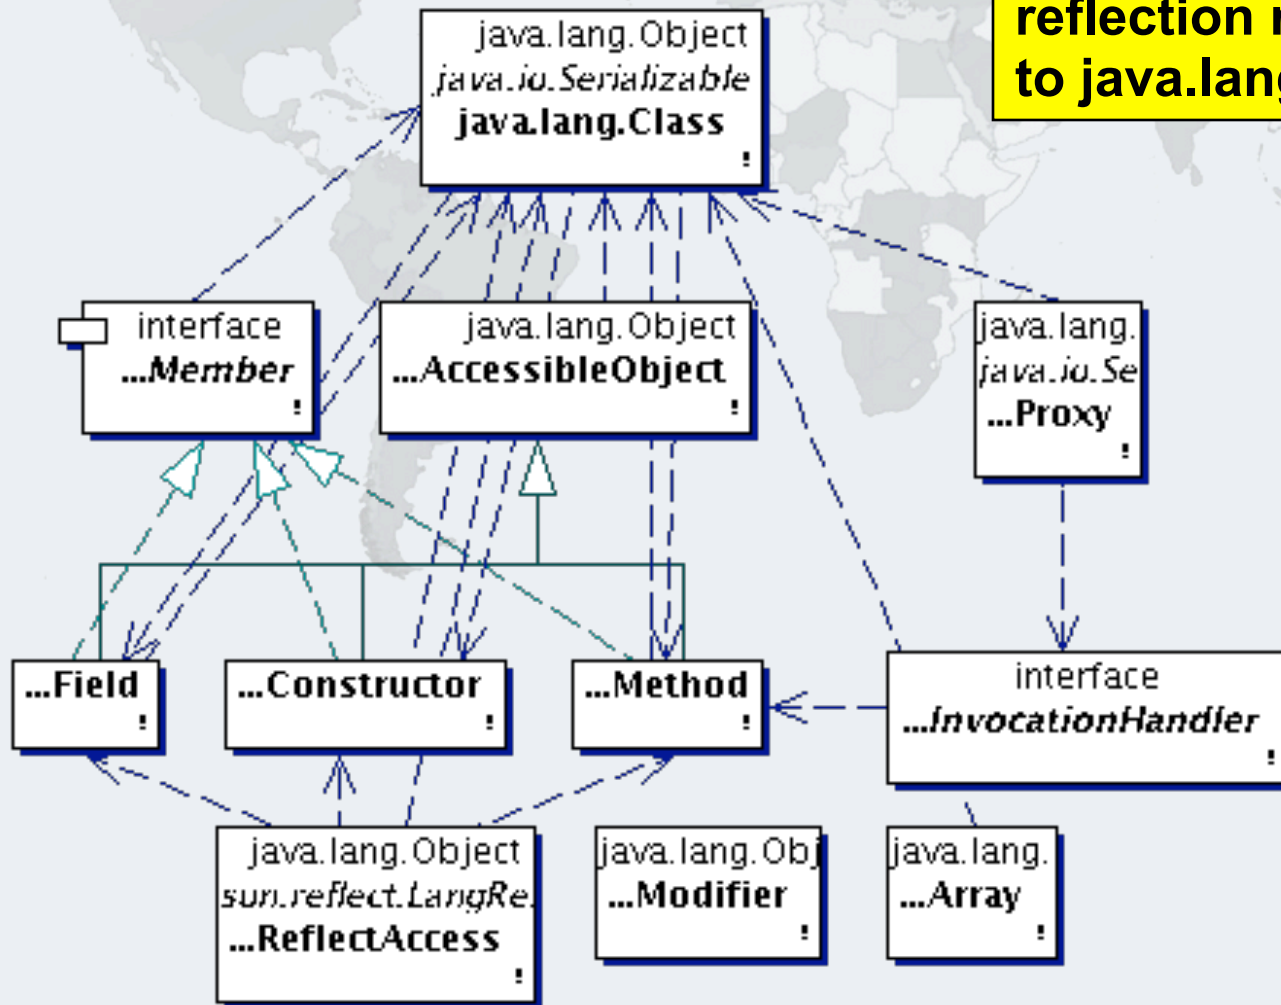 java.lang.Object
java.io.Serializable
java.lang.Class
!
reflection
to java.lang
interface
...Member
!
java.lang.Object
...AccessibleObject
!
java.lang.
java.io.Se
...Proxy
!
...Field
!
...Constructor
!
...Method
!
interface
...InvocationHandler
!
java.lang.Object
sun.reflect.LangRe
...ReflectAccess
!
java.lang.Obj
...Modifier
!
java.lang.
...Array
!